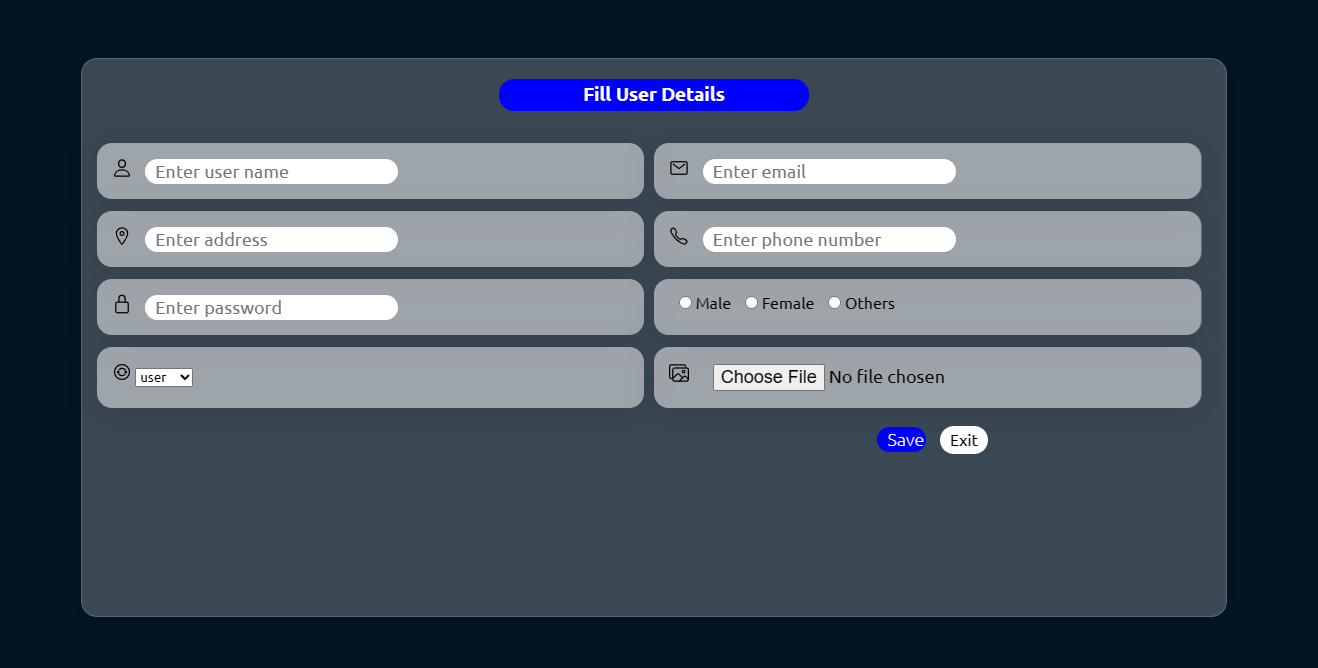 Fill User Details
Enter user name
Enter email
Enter address
Enter phone number
Enter password
Male Female Others
user
Choose File No file chosen
Save Exit